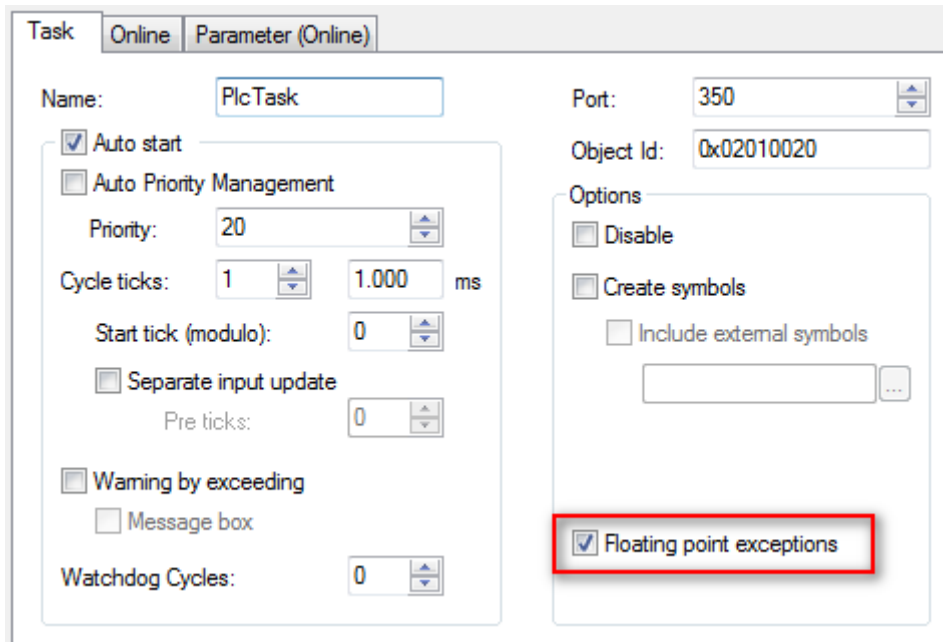 Task Online Parameter (Online)
Name: PlcTask
Port: 350
Auto start
Object Id: 0x02010020
Auto Priority Management
Options
Priority: 20
Disable
Cycle ticks: 1 1.000 ms
Create symbols
Start tick (modulo): 0
Include external symbols
Separate input update
...
Pre ticks: 0
Warning by exceeding
Message box
Floating point exceptions
Watchdog Cycles: 0